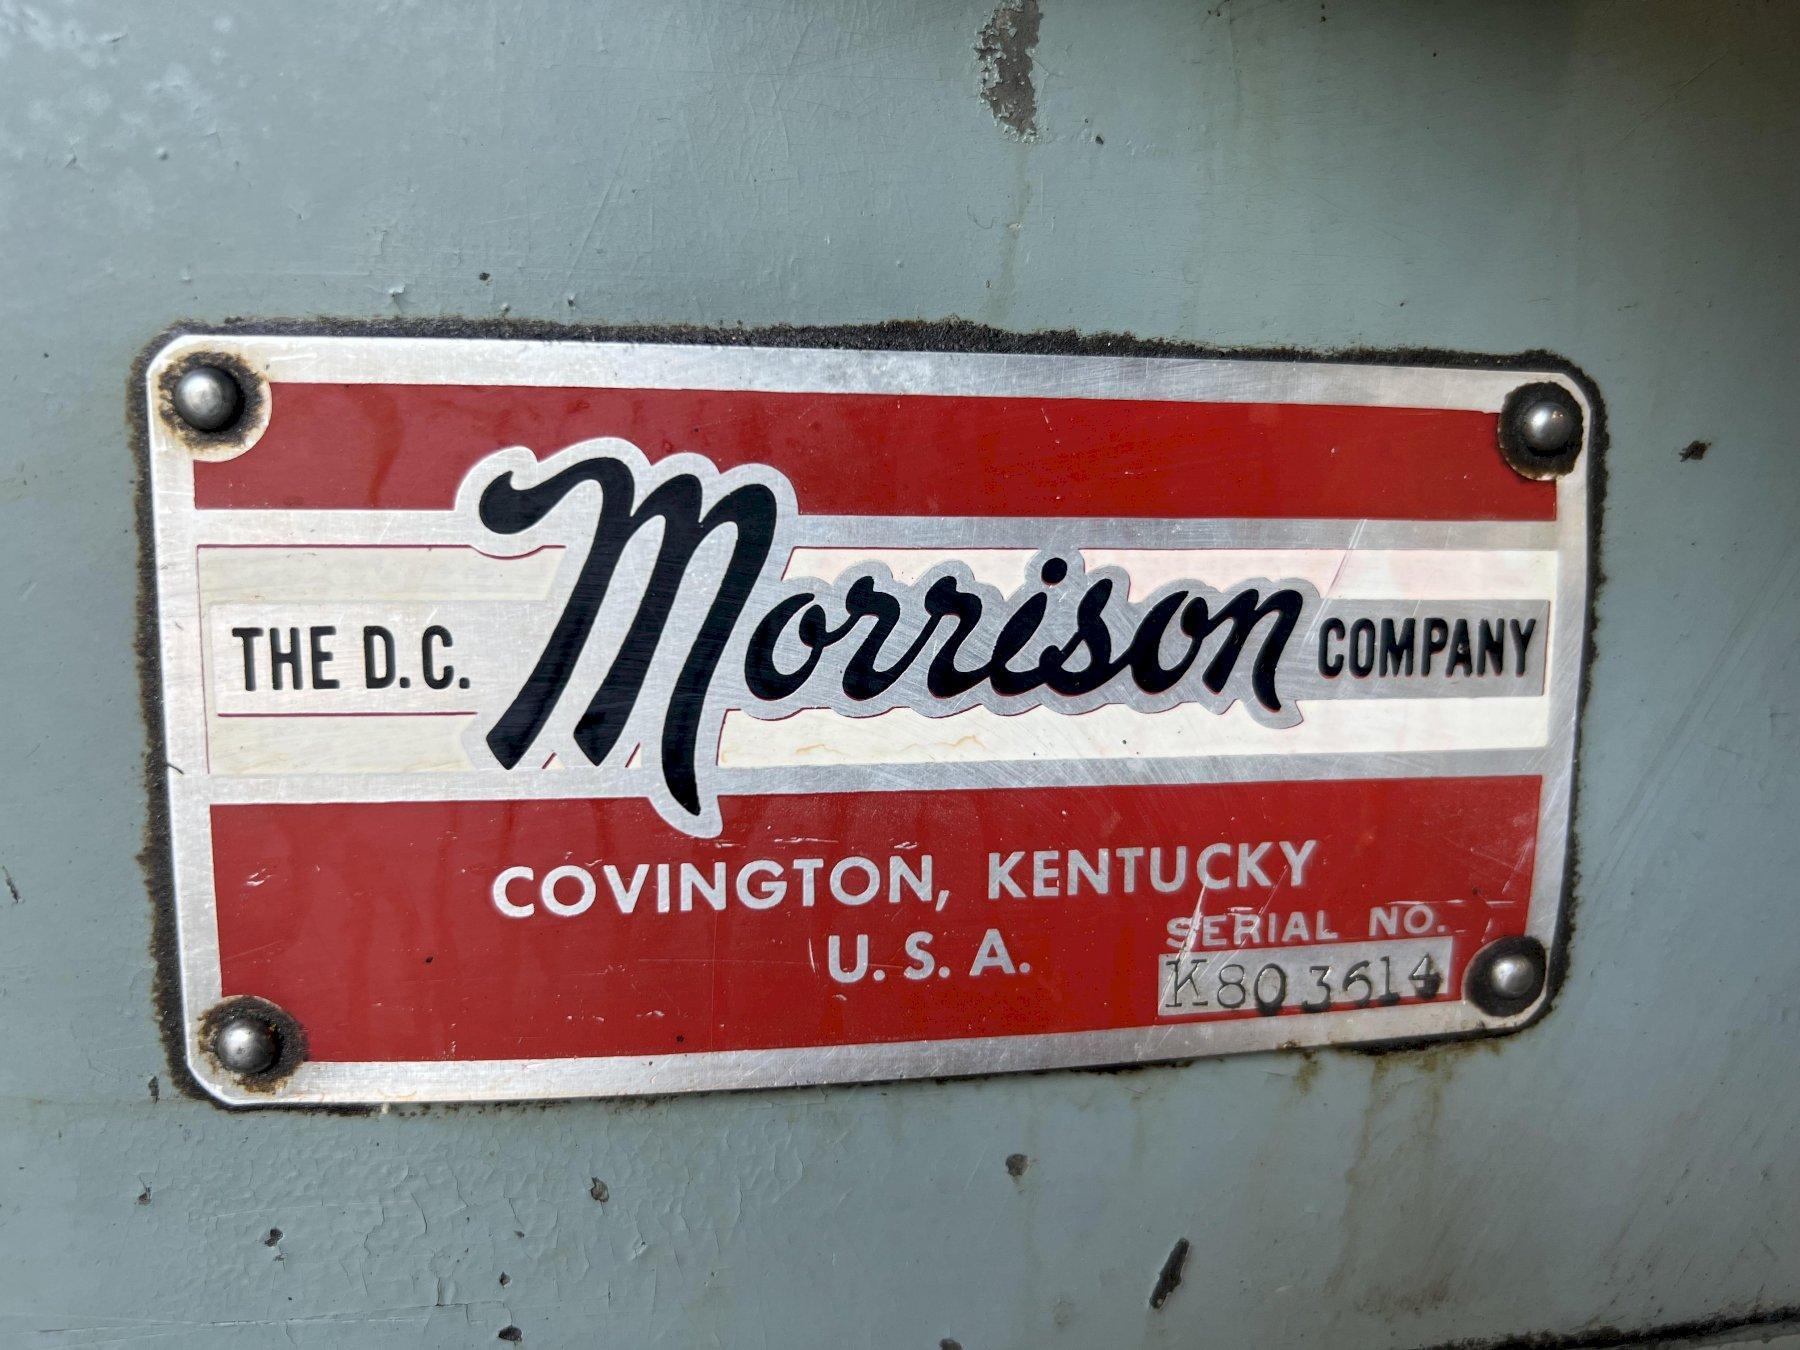 THE D.C. Morrison COMPANY
COVINGTON, KENTUCKY
U.S.A.
SERIAL NO.
K803614